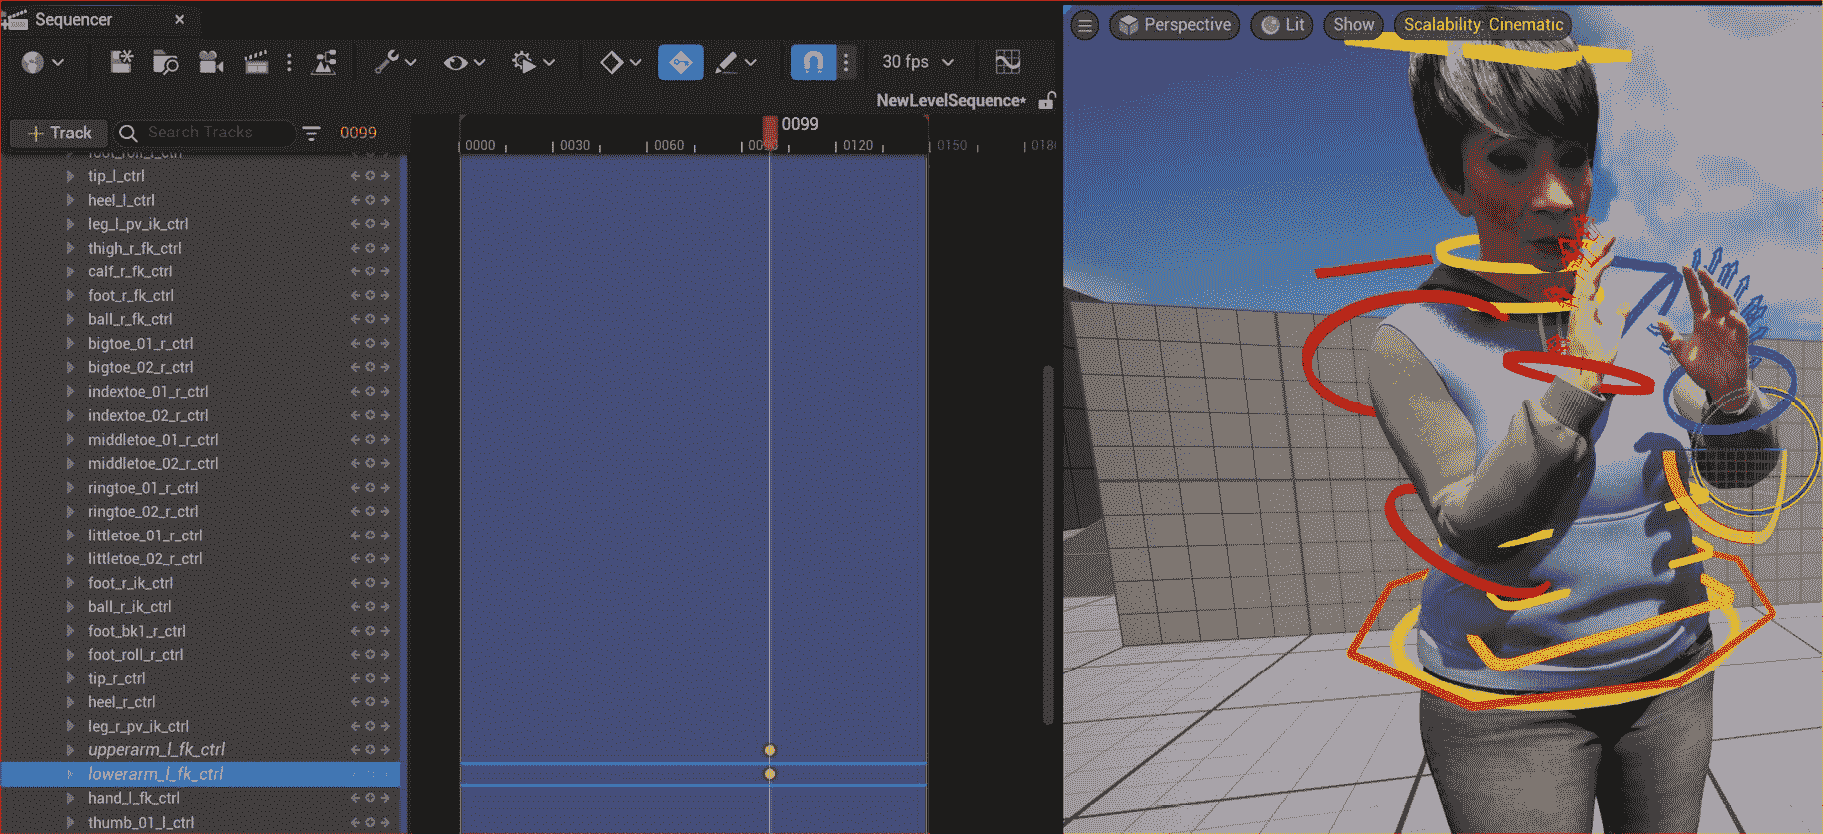 Sequencer ×
30 fps
NewLevelSequence*
+ Track
Search Tracks
0099
0099
0000
0030
0060
0120
0150
tip_l_ctrl
heel_l_ctrl
leg_l_pv_ik_ctrl
thigh_r_fk_ctrl
calf_r_fk_ctrl
foot_r_fk_ctrl
ball_r_fk_ctrl
bigtoe_01_r_ctrl
bigtoe_02_r_ctrl
indextoe_01_r_ctrl
indextoe_02_r_ctrl
middletoe_01_r_ctrl
middletoe_02_r_ctrl
ringtoe_01_r_ctrl
ringtoe_02_r_ctrl
littletoe_01_r_ctrl
littletoe_02_r_ctrl
foot_r_ik_ctrl
ball_r_ik_ctrl
foot_bk1_r_ctrl
foot_roll_r_ctrl
tip_r_ctrl
heel_r_ctrl
leg_r_pv_ik_ctrl
upperarm_l_fk_ctrl
lowerarm_l_fk_ctrl
hand_l_fk_ctrl
thumb_01_l_ctrl
Perspective
Lit
Show
Scalability: Cinematic